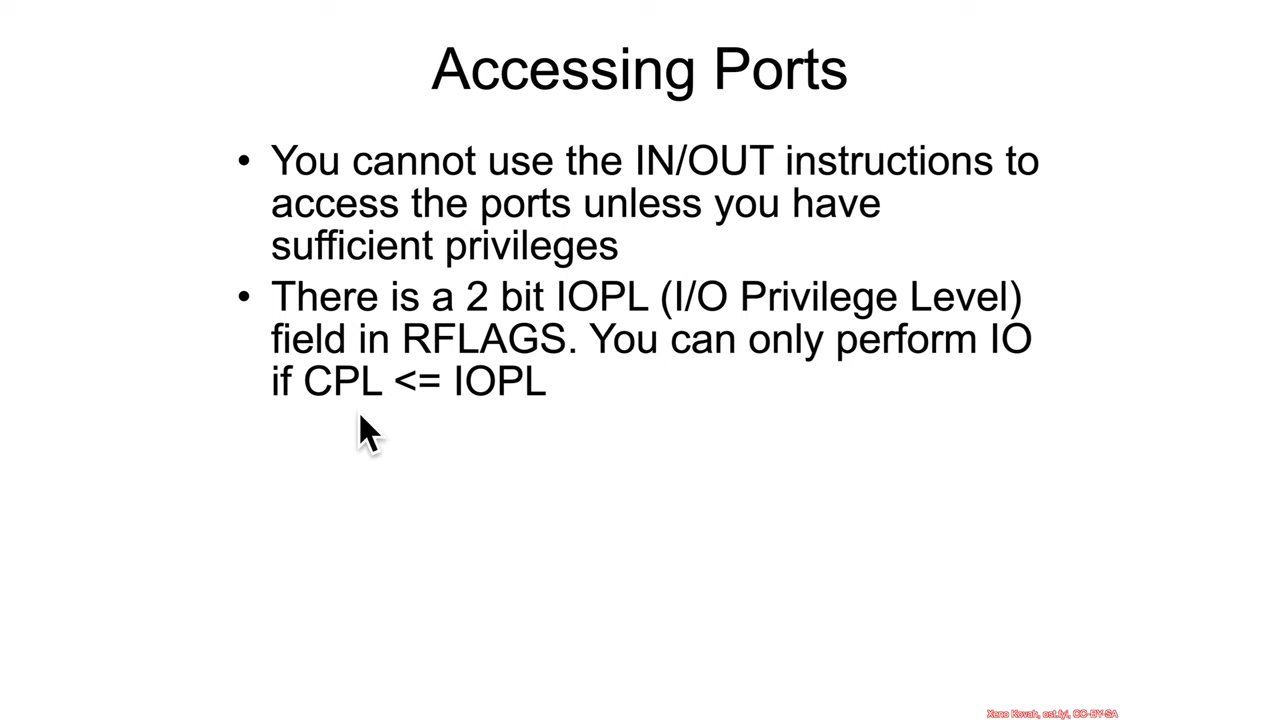 Accessing Ports
• You cannot use the IN/OUT instructions to
access the ports unless you have
sufficient privileges
• There is a 2 bit IOPL (I/O Privilege Level)
field in RFLAGS. You can only perform IO
if CPL <= IOPL
Xeno Kovah, ost.fyi, CC-BY-SA